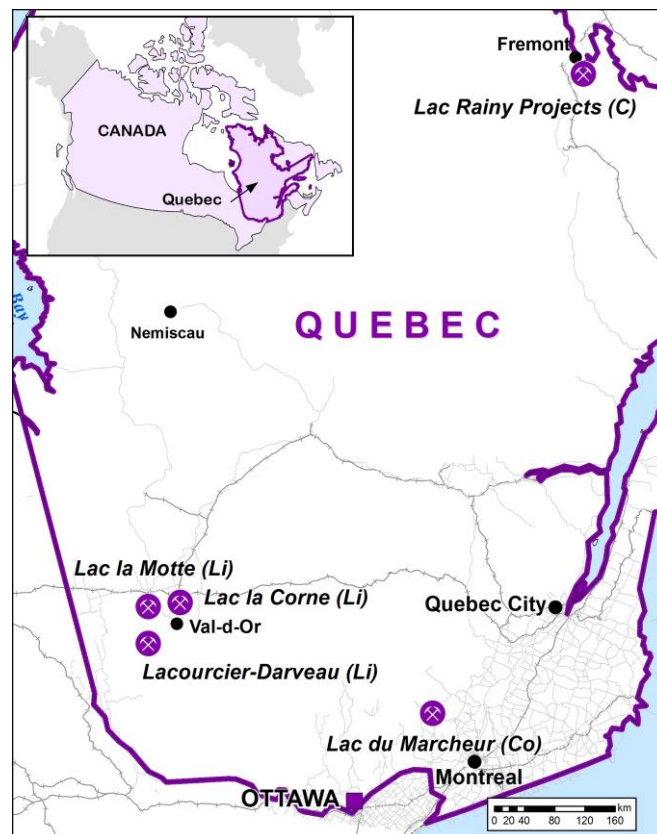 CANADA
Quebec
Fremont
Lac Rainy Projects (C)
Bay
QUEBEC
Nemiscau
Lac la Motte (Li)
Lac la Corne (Li)
Val-d-Or
Lacourcier-Darveau (Li)
Quebec City
Lac du Marcheur (Co)
Montreal
OTTAWA
km
0 20 40 80 120 160